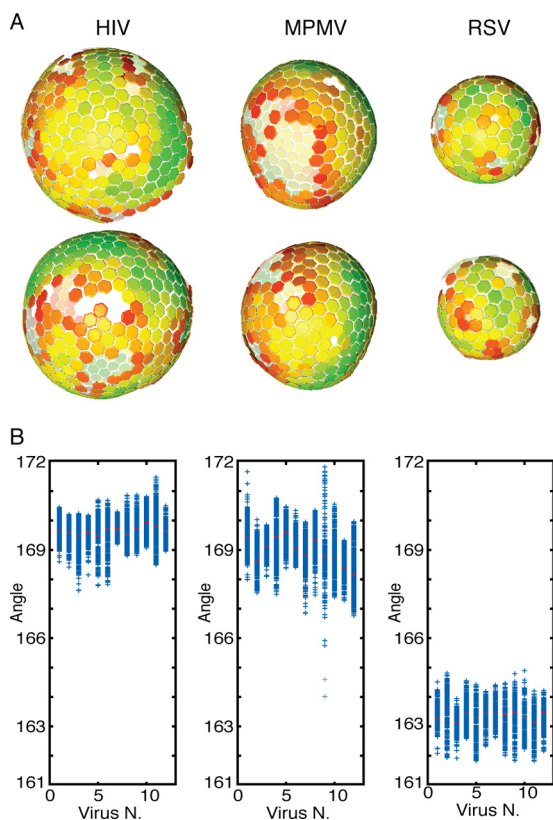 A
HIV MPMV RSV
B
172 172 172
169 169 169
Angle Angle Angle
166 166 166
163 163 163
161 161 161
0 5 10 0 5 10 0 5 10
Virus N. Virus N. Virus N.